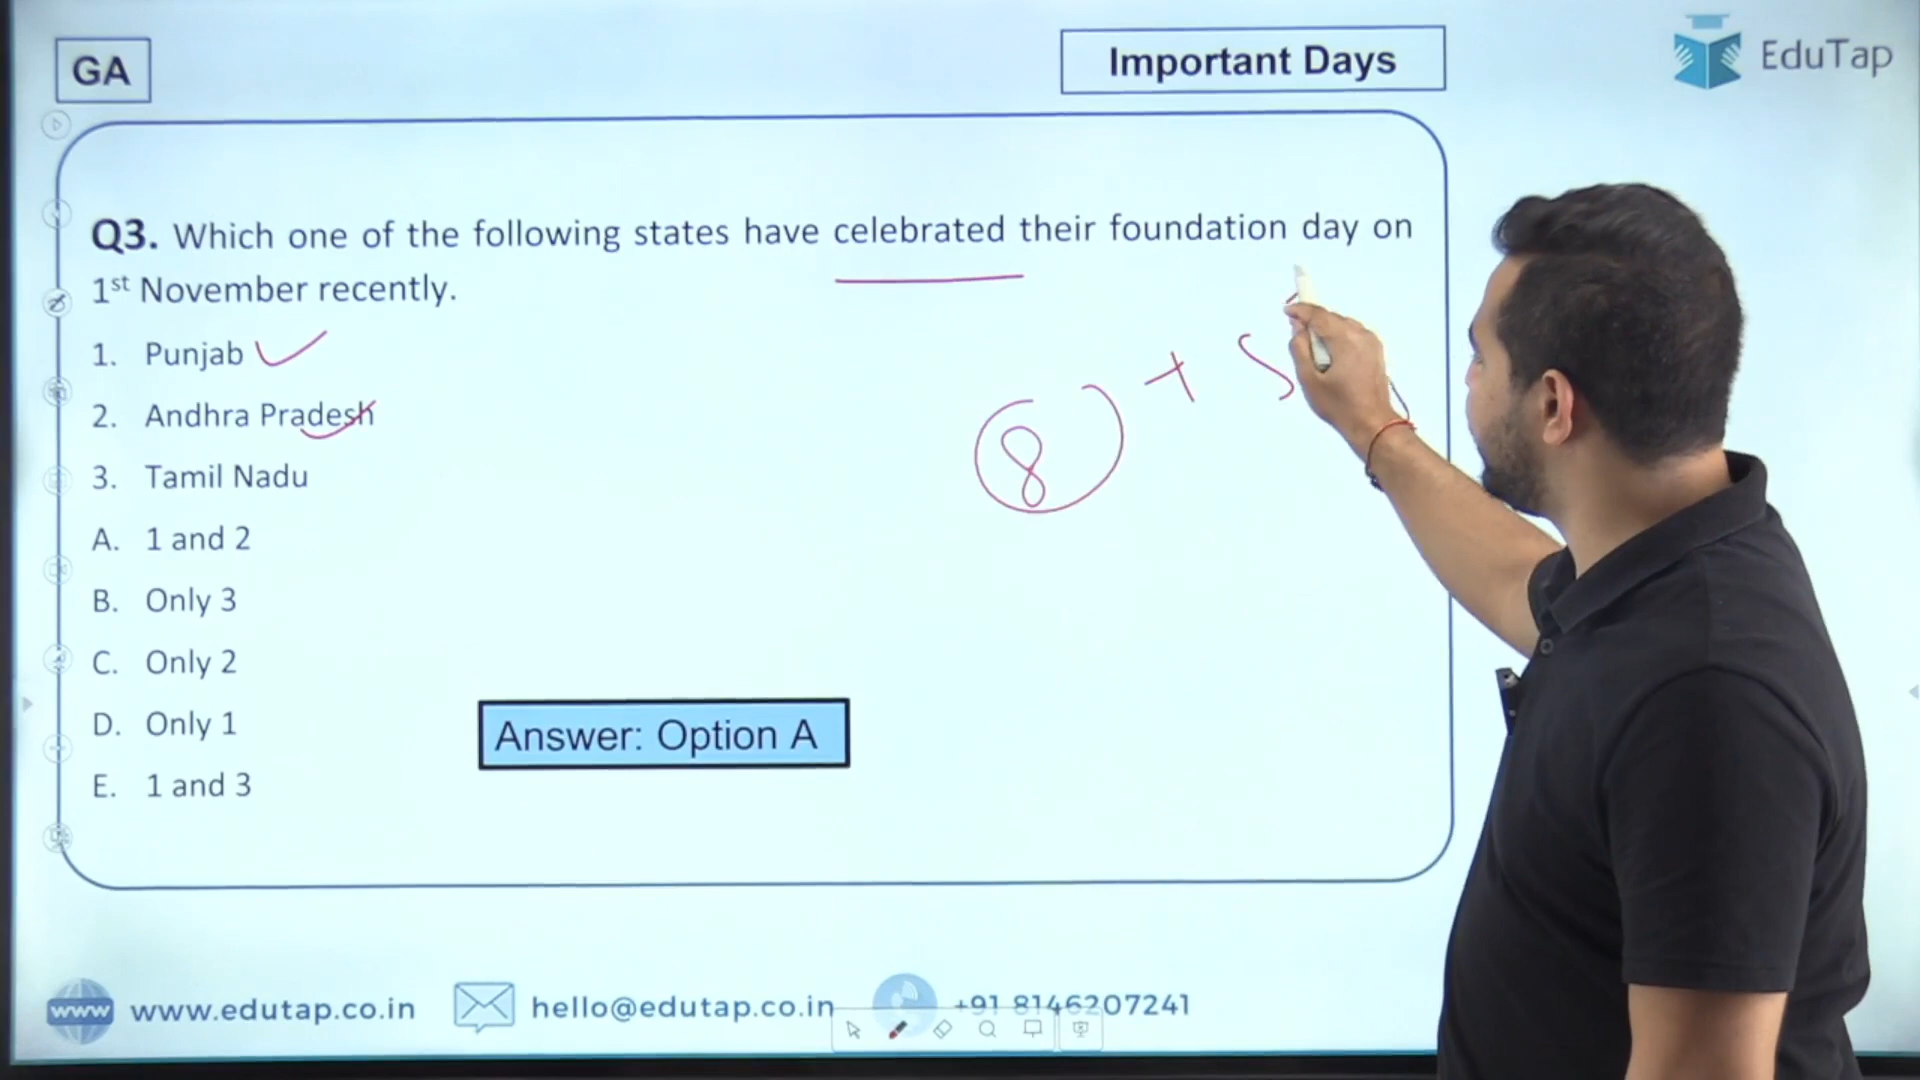 GA
Important Days
EduTap
Q3. Which one of the following states have celebrated their foundation day on
1st November recently.
1. Punjab
2. Andhra Pradesh
3. Tamil Nadu
8 + 5
A. 1 and 2
B. Only 3
C. Only 2
D. Only 1
E. 1 and 3
Answer: Option A
www www.edutap.co.in
hello@edutap.co.in
+91 8146207241